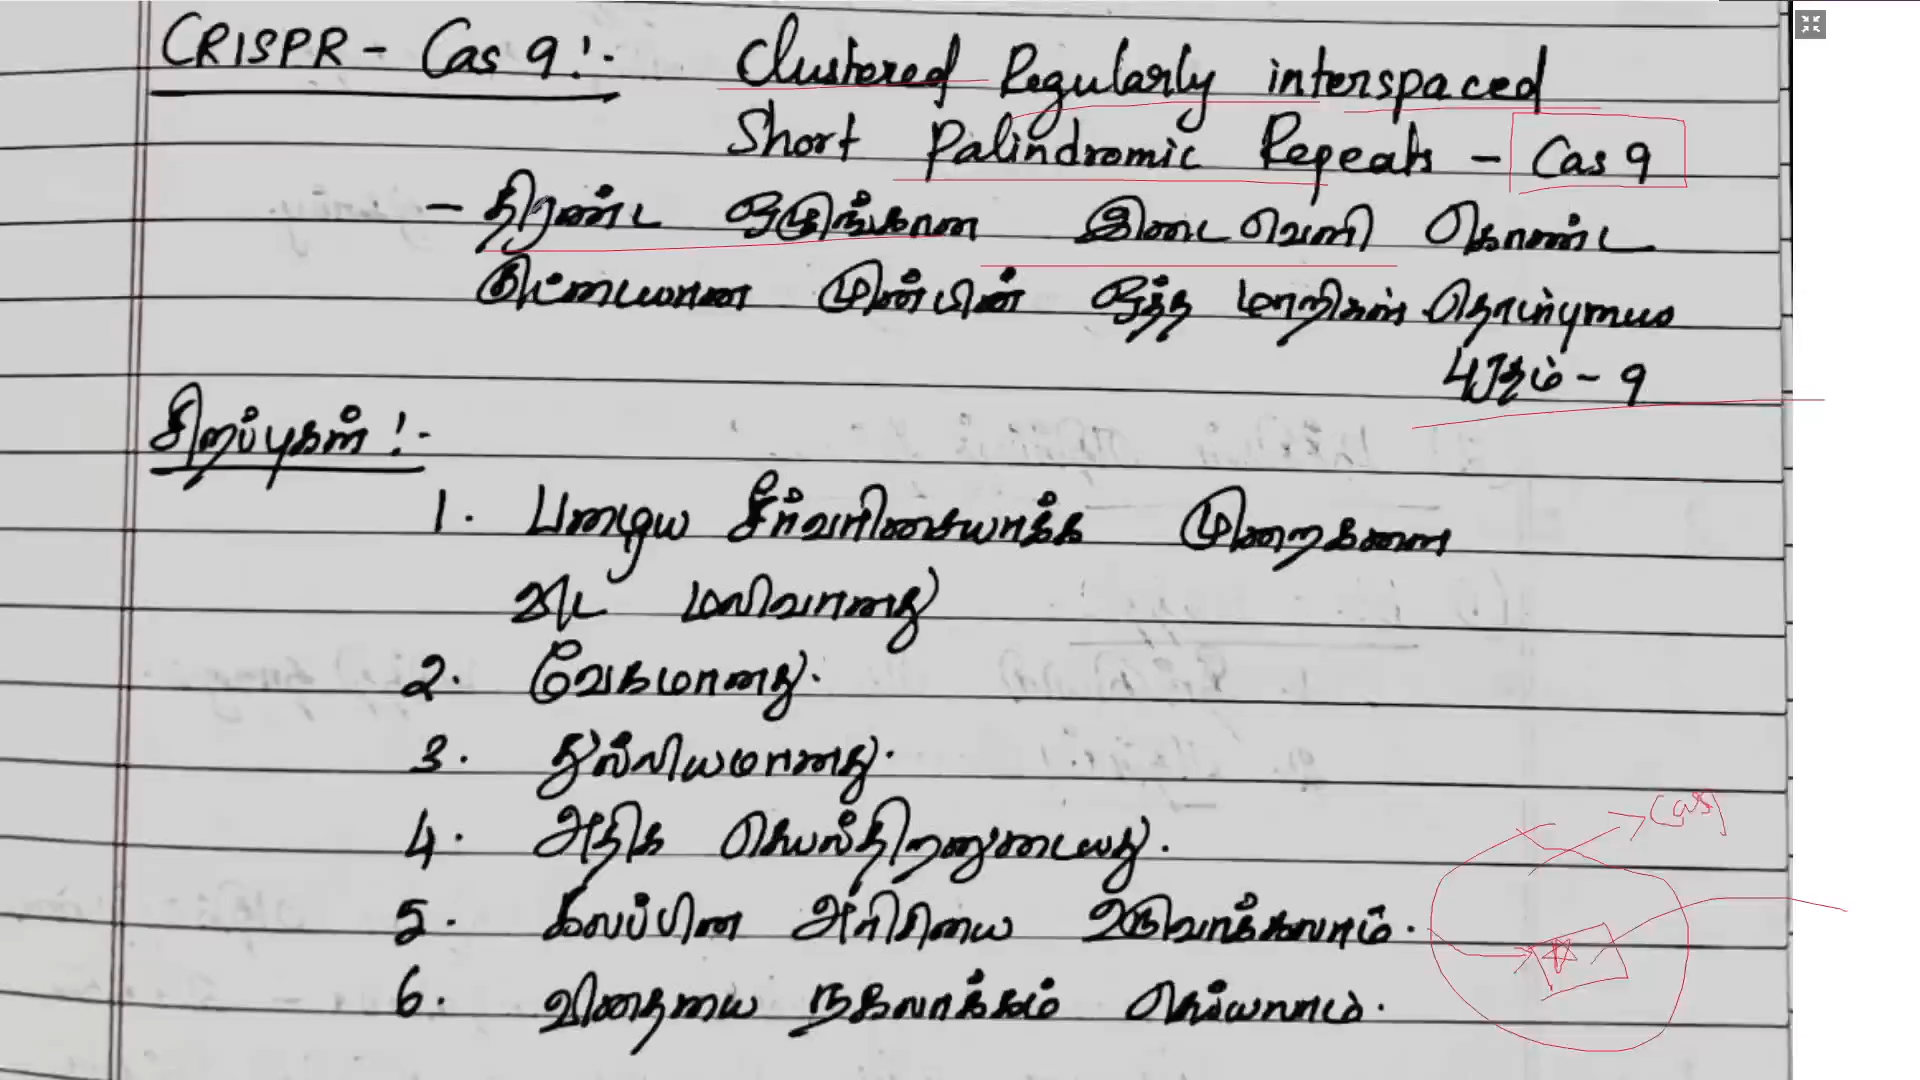 CRISPR - Cas 9 :- Clustered Regularly interspaced
Short Palindromic Repeats - Cas 9
- திரண்ட ஒழுங்கான இடைவெளி கொண்ட
குட்டையான முன்பின் ஒத்த மாறிகள் தொடர்புடைய
புரதம் - 9
சிறப்புகள் :-
1. பழைய சீர்வரிசையாக்க முறைகளை
விட மலிவானது
2. வேகமானது.
3. துல்லியமானது.
4. அதிக செயல்திறனுடையது.
5. கலப்பின அரிசியை உருவாக்கலாம்.
6. விதையை நகலாக்கம் செய்யலாம்.
Cas9